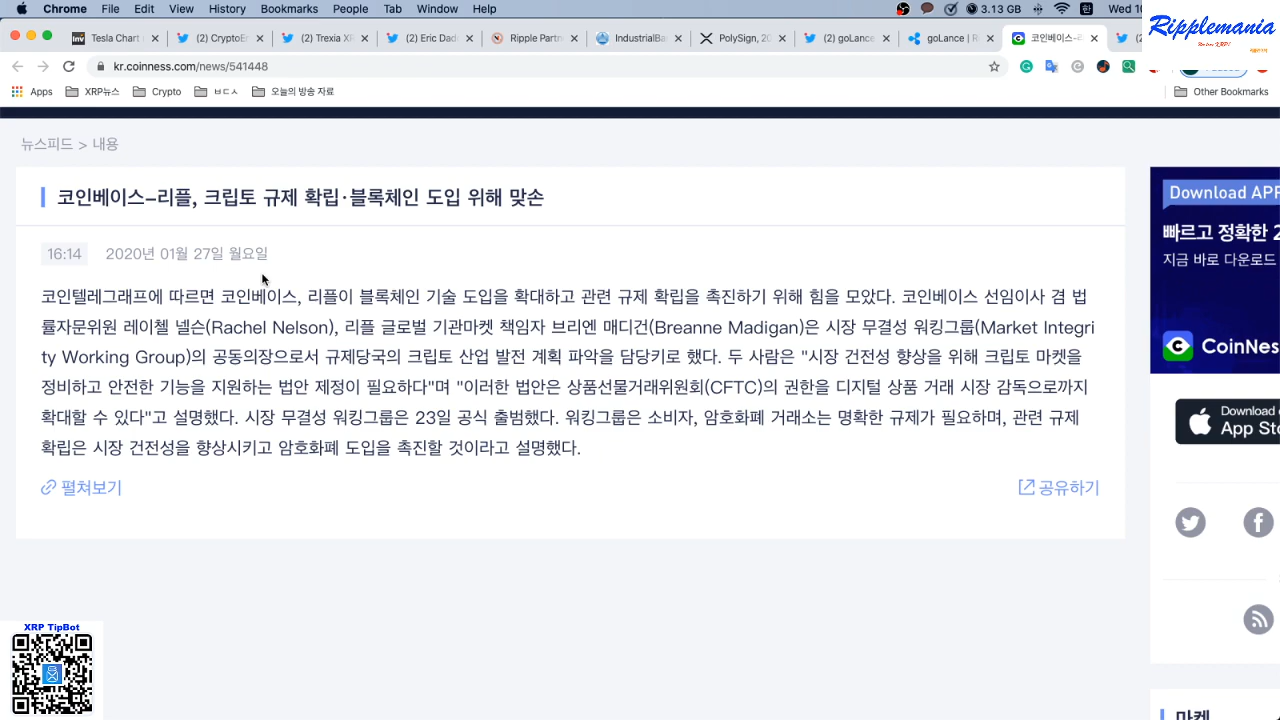 Chrome File Edit View History Bookmarks People Tab Window Help 3.13 GB 한 Wed 1
Tesla Chart
(2) CryptoE
(2) Trexia XR
(2) Eric Dad
Ripple Partn
IndustrialBa
PolySign, 20
(2) goLance
goLance | R
코인베이스-리
(2
Ripplemania
kr.coinness.com/news/541448
Apps XRP뉴스 Crypto ㅂㄷㅅ 오늘의 방송 자료 Other Bookmarks
뉴스피드 > 내용
코인베이스-리플, 크립토 규제 확립·블록체인 도입 위해 맞손
16:14 2020년 01월 27일 월요일
코인텔레그래프에 따르면 코인베이스, 리플이 블록체인 기술 도입을 확대하고 관련 규제 확립을 촉진하기 위해 힘을 모았다. 코인베이스 선임이사 겸 법
률자문위원 레이첼 넬슨(Rachel Nelson), 리플 글로벌 기관마켓 책임자 브리엔 매디건(Breanne Madigan)은 시장 무결성 워킹그룹(Market Integri
ty Working Group)의 공동의장으로서 규제당국의 크립토 산업 발전 계획 파악을 담당키로 했다. 두 사람은 "시장 건전성 향상을 위해 크립토 마켓을
정비하고 안전한 기능을 지원하는 법안 제정이 필요하다"며 "이러한 법안은 상품선물거래위원회(CFTC)의 권한을 디지털 상품 거래 시장 감독으로까지
확대할 수 있다"고 설명했다. 시장 무결성 워킹그룹은 23일 공식 출범했다. 워킹그룹은 소비자, 암호화폐 거래소는 명확한 규제가 필요하며, 관련 규제
확립은 시장 건전성을 향상시키고 암호화폐 도입을 촉진할 것이라고 설명했다.
펼쳐보기
공유하기
Download APP
빠르고 정확한 2
지금 바로 다운로드
CoinNes
Download o
App Sto
XRP TipBot
마케